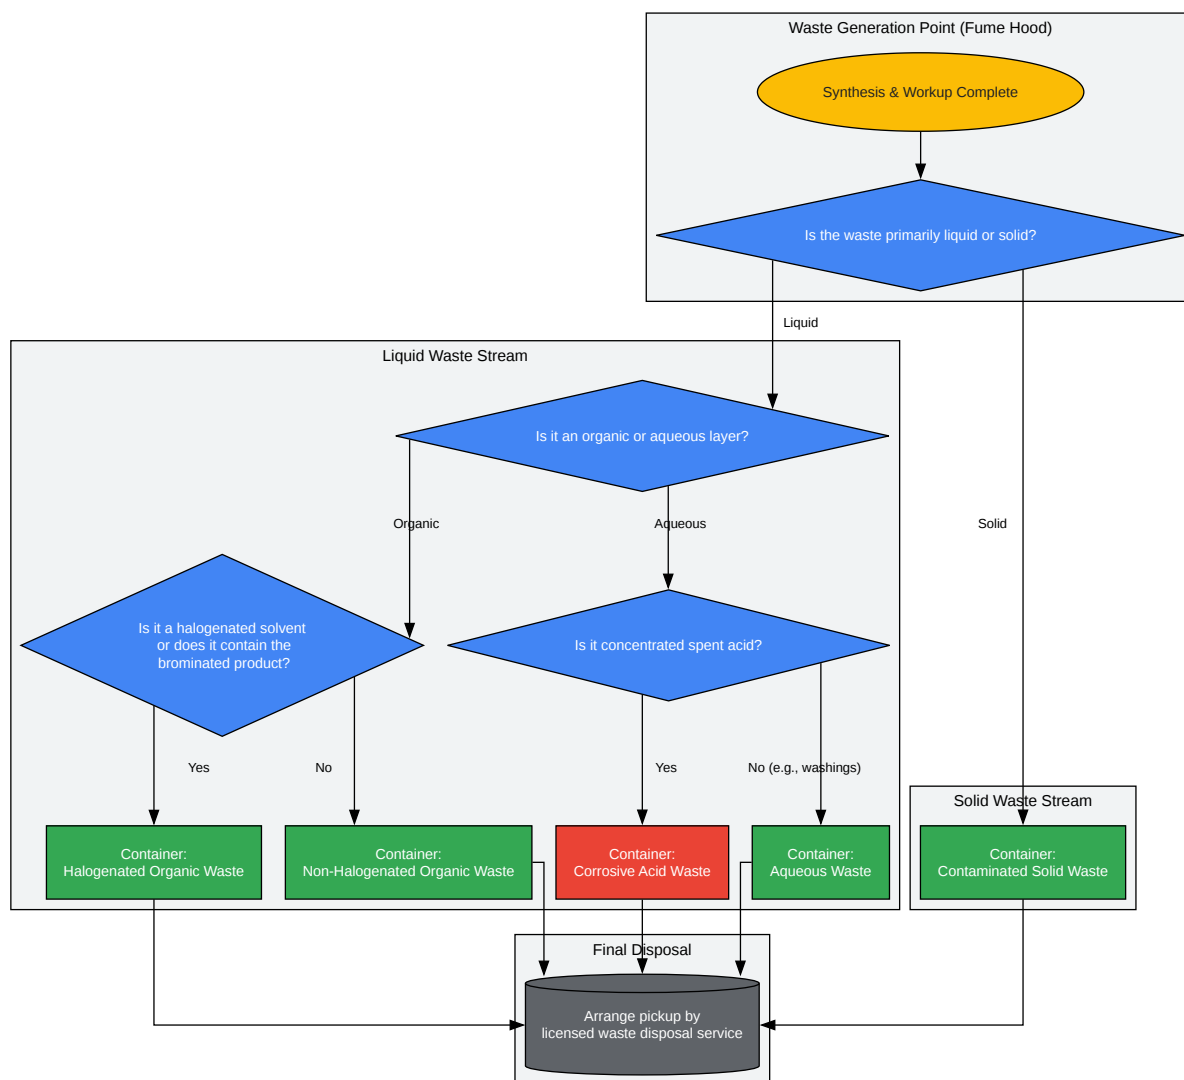 Waste Generation Point (Fume Hood)
Synthesis & Workup Complete
Is the waste primarily liquid or solid?
Liquid
Liquid Waste Stream
Is it an organic or aqueous layer?
Organic
Aqueous
Solid
Is it a halogenated solvent
or does it contain the
brominated product?
Is it concentrated spent acid?
Yes
No
Yes
No (e.g., washings)
Solid Waste Stream
Container:
Halogenated Organic Waste
Container:
Non-Halogenated Organic Waste
Container:
Corrosive Acid Waste
Container:
Aqueous Waste
Container:
Contaminated Solid Waste
Final Disposal
Arrange pickup by
licensed waste disposal service